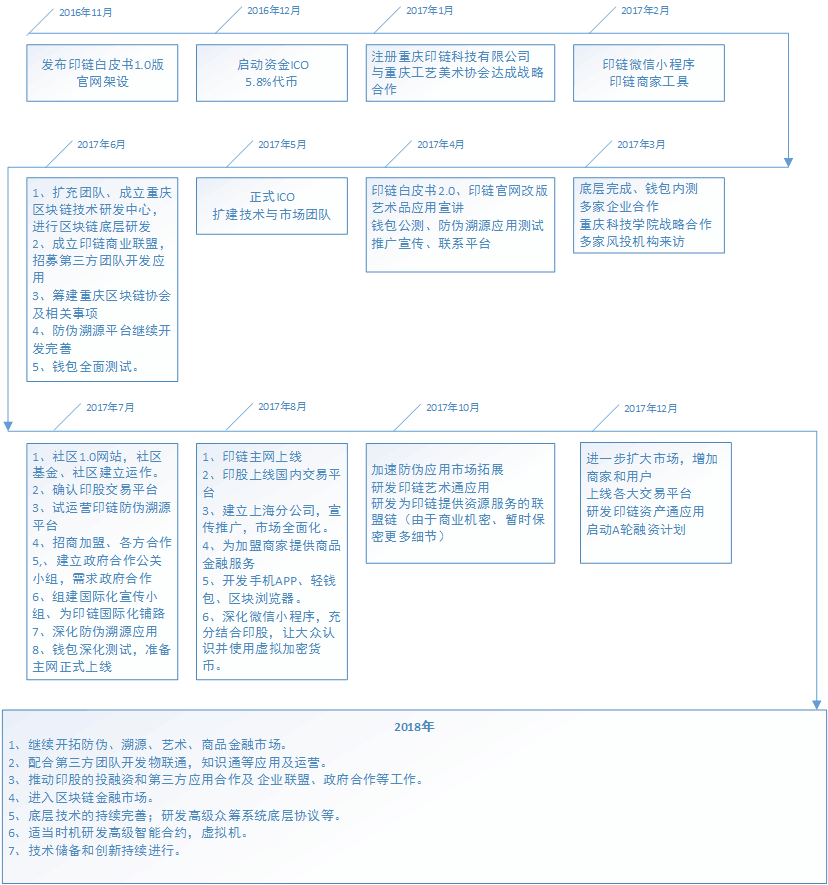 2016年11月
2016年12月
2017年1月
2017年2月
发布印链白皮书1.0版
官网架设
启动资金ICO
5.8%代币
注册重庆印链科技有限公司
与重庆工艺美术协会达成战略
合作
印链微信小程序
印链商家工具
2017年6月
2017年5月
2017年4月
2017年3月
1、扩充团队、成立重庆
区块链技术研发中心，
进行区块链底层研发
2、成立印链商业联盟，
招募第三方团队开发应
用
3、筹建重庆区块链协会
及相关事项
4、防伪溯源平台继续开
发完善
5、钱包全面测试。
正式ICO
扩建技术与市场团队
印链白皮书2.0、印链官网改版
艺术品应用宣讲
钱包公测、防伪溯源应用测试
推广宣传、联系平台
底层完成、钱包内测
多家企业合作
重庆科技学院战略合作
多家风投机构来访
2017年7月
2017年8月
2017年10月
2017年12月
1、社区1.0网站，社区
基金、社区建立运作。
2、确认印股交易平台
3、试运营印链防伪溯源
平台
4、招商加盟、各方合作
5,、建立政府合作公关
小组，需求政府合作
6、组建国际化宣传小
组、为印链国际化铺路
7、深化防伪溯源应用
8、钱包深化测试，准备
主网正式上线
1、印链主网上线
2、印股上线国内交易平
台
3、建立上海分公司，宣
传推广，市场全面化。
4、为加盟商家提供商品
金融服务
5、开发手机APP、轻钱
包、区块浏览器。
6、深化微信小程序，充
分结合印股，让大众认
识并使用虚拟加密货
币。
加速防伪应用市场拓展
研发印链艺术通应用
研发为印链提供资源服务的联
盟链（由于商业机密、暂时保
密更多细节）
进一步扩大市场，增加
商家和用户
上线各大交易平台
研发印链资产通应用
启动A轮融资计划
2018年
1、继续开拓防伪、溯源、艺术、商品金融市场。
2、配合第三方团队开发物联通，知识通等应用及运营。
3、推动印股的投融资和第三方应用合作及 企业联盟、政府合作等工作。
4、进入区块链金融市场。
5、底层技术的持续完善；研发高级众筹系统底层协议等。
6、适当时机研发高级智能合约，虚拟机。
7、技术储备和创新持续进行。